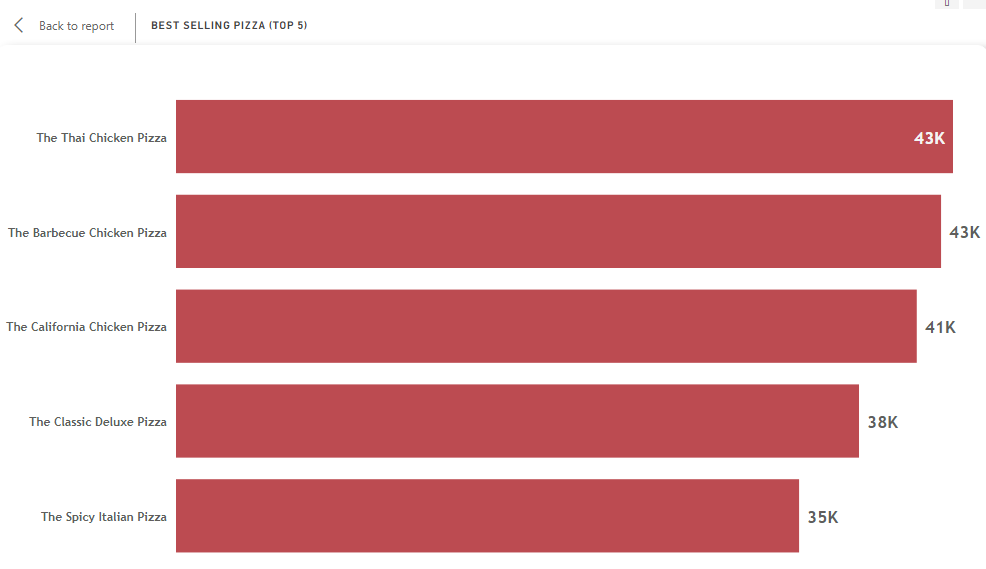 Back to report
BEST SELLING PIZZA (TOP 5)
The Thai Chicken Pizza
43K
The Barbecue Chicken Pizza
43K
The California Chicken Pizza
41K
The Classic Deluxe Pizza
38K
The Spicy Italian Pizza
35K